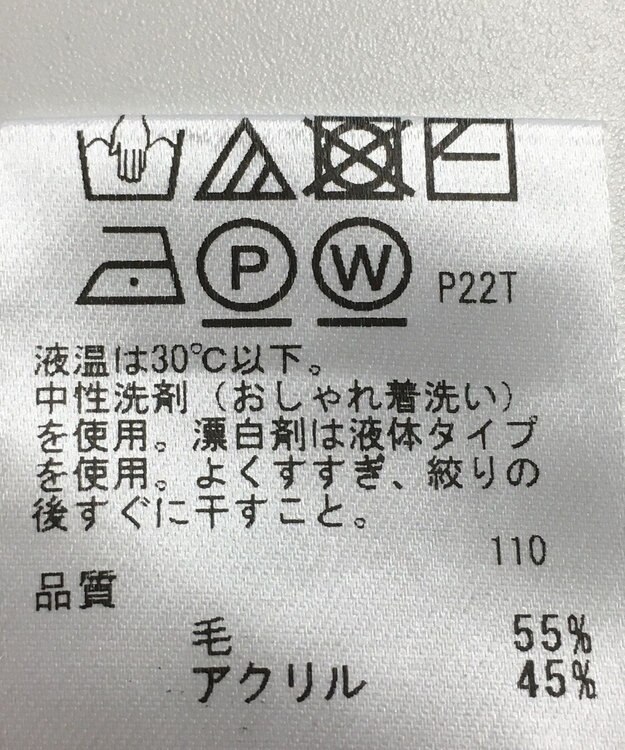 P W P22T
液温は30℃以下。
中性洗剤（おしゃれ着洗い）
を使用。漂白剤は液体タイプ
を使用。よくすすぎ、絞りの
後すぐに干すこと。
110
品質
毛 55%
アクリル 45%